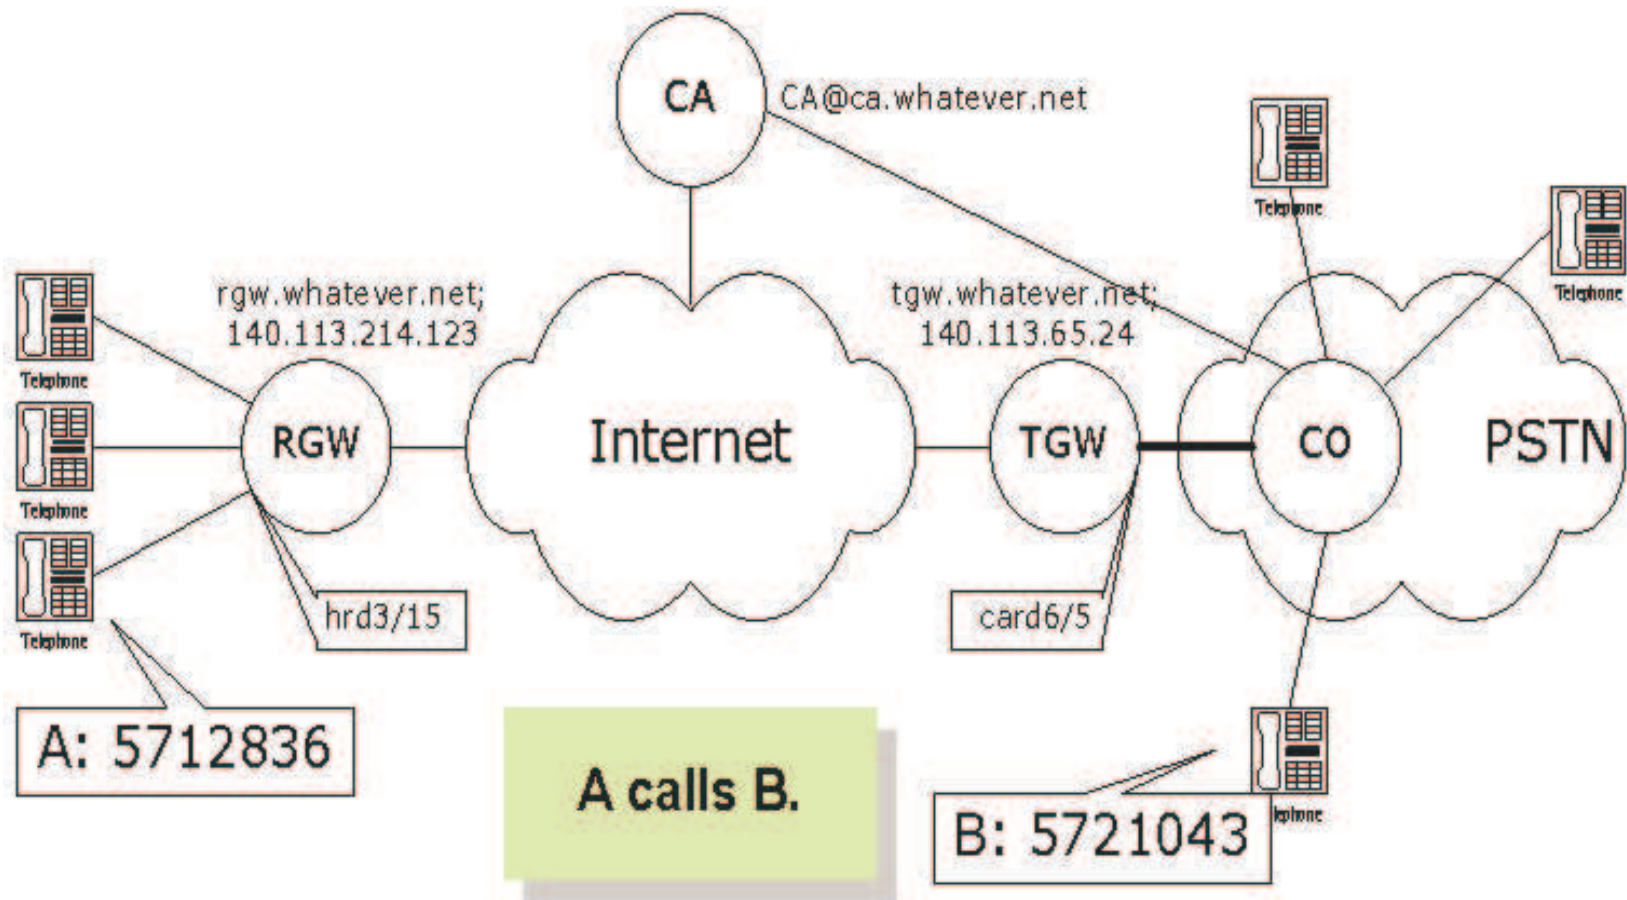 CA
CA@ca.whatever.net
Telephone
Telephone
rgw.whatever.net;
140.113.214.123
tgw.whatever.net;
140.113.65.24
Telephone
RGW
Internet
TGW
CO
PSTN
Telephone
hrd3/15
card6/5
Telephone
A: 5712836
A calls B.
B: 5721043
lephone